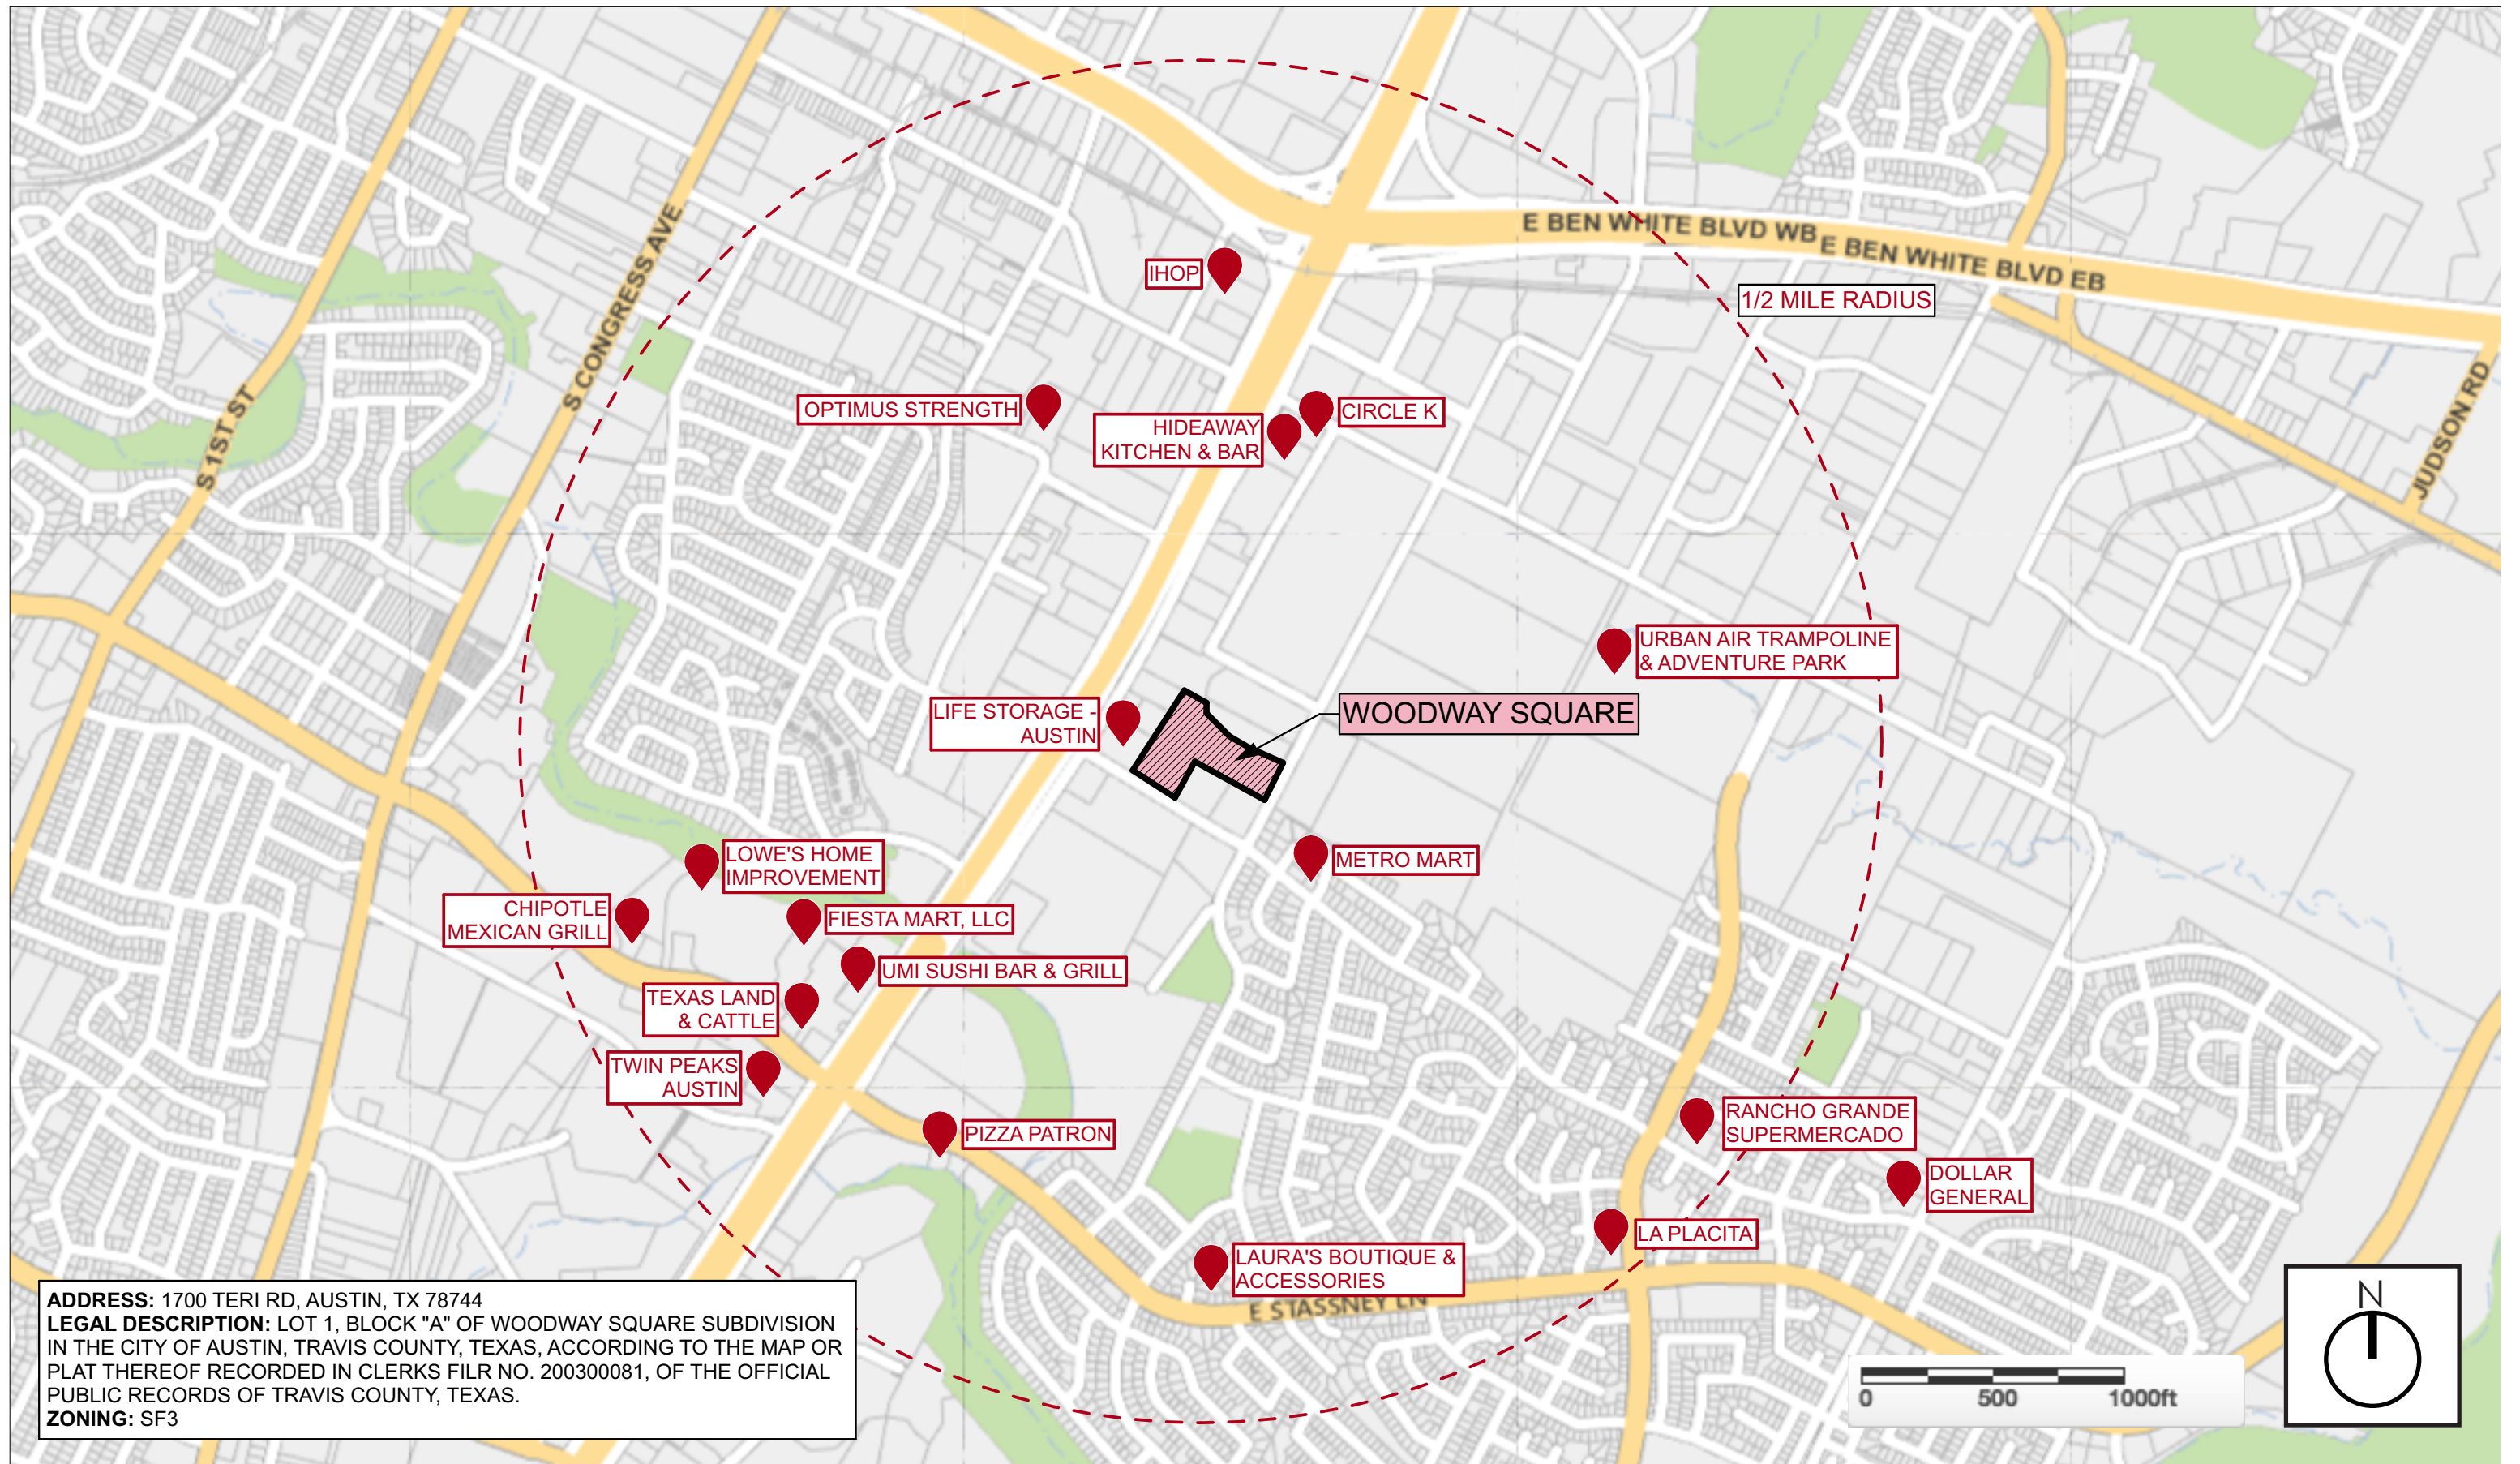 E BEN WHITE BLVD WB
E BEN WHITE BLVD EB
S CONGRESS AVE
IHOP
1/2 MILE RADIUS
S 1ST ST
JUDSON RD
OPTIMUS STRENGTH
CIRCLE K
HIDEAWAY
KITCHEN & BAR
URBAN AIR TRAMPOLINE
& ADVENTURE PARK
LIFE STORAGE -
AUSTIN
WOODWAY SQUARE
LOWE'S HOME
IMPROVEMENT
METRO MART
CHIPOTLE
MEXICAN GRILL
FIESTA MART, LLC
UMI SUSHI BAR & GRILL
TEXAS LAND
& CATTLE
TWIN PEAKS
AUSTIN
PIZZA PATRON
RANCHO GRANDE
SUPERMERCADO
DOLLAR
GENERAL
LA PLACITA
LAURA'S BOUTIQUE &
ACCESSORIES
E STASSNEY LN
ADDRESS: 1700 TERI RD, AUSTIN, TX 78744
LEGAL DESCRIPTION: LOT 1, BLOCK "A" OF WOODWAY SQUARE SUBDIVISION
IN THE CITY OF AUSTIN, TRAVIS COUNTY, TEXAS, ACCORDING TO THE MAP OR
PLAT THEREOF RECORDED IN CLERKS FILR NO. 200300081, OF THE OFFICIAL
PUBLIC RECORDS OF TRAVIS COUNTY, TEXAS.
ZONING: SF3
0 500 1000ft
N